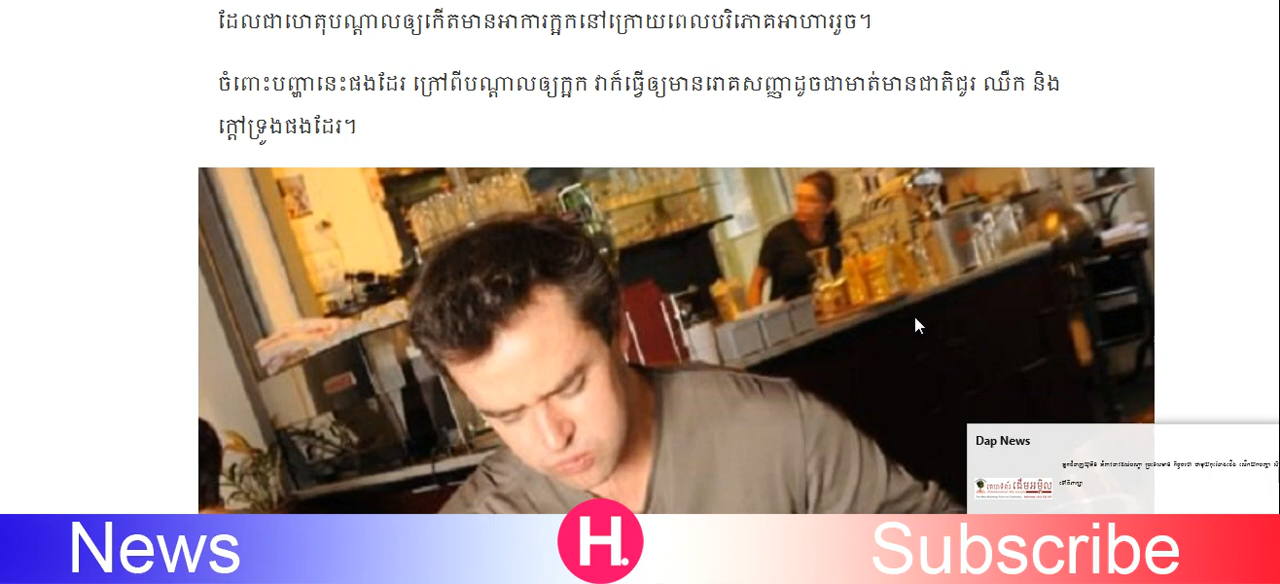 ដែលជាហេតុបណ្តាលឲ្យកើតមានអាការក្អកនៅក្រោយពេលបរិភោគអាហាររួច។
ចំពោះបញ្ហានេះផងដែរ ក្រៅពីបណ្តាលឲ្យក្អក វាក៏ធ្វើឲ្យមានរោគសញ្ញាដូចជាមាត់មានជាតិជូរ ឈឺក និង
ក្តៅទ្រូងផងដែរ។
Dap News
News
H.
Subscribe